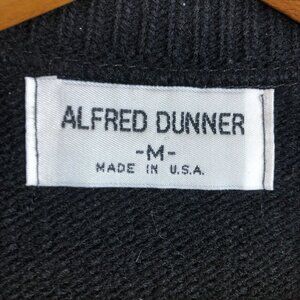 ALFRED DUNNER
-M-
MADE IN U.S.A.